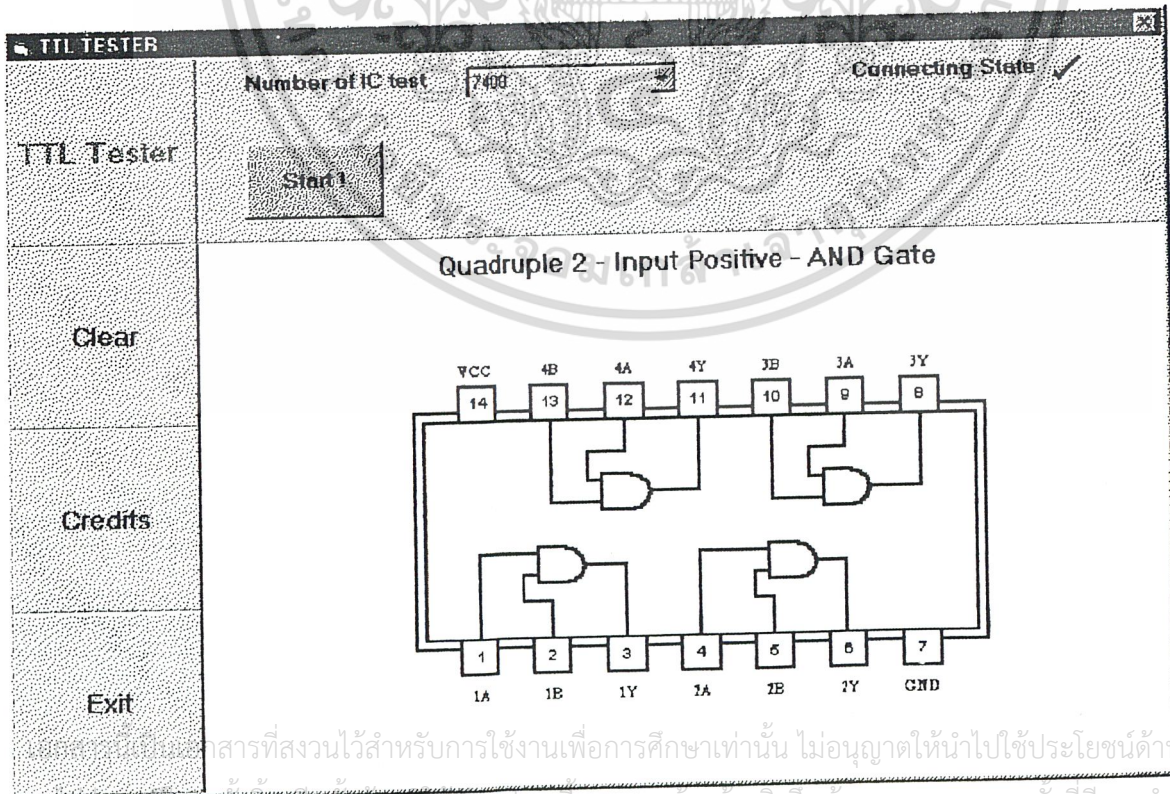 TTL TESTER
Number of IC test
7408
Connecting State
TTL Tester
Start !
Quadruple 2 - Input Positive - AND Gate
Clear
Credits
Exit
VCC 4B 4A 4Y 3B 3A 3Y
14 13 12 11 10 9 8
1 2 3 4 5 6 7
1A 1B 1Y 2A 2B 2Y GND
สารที่สงวนไว้สำหรับการใช้งานเพื่อการศึกษาเท่านั้น ไม่อนุญาตให้นำไปใช้ประโยชน์ด้าน